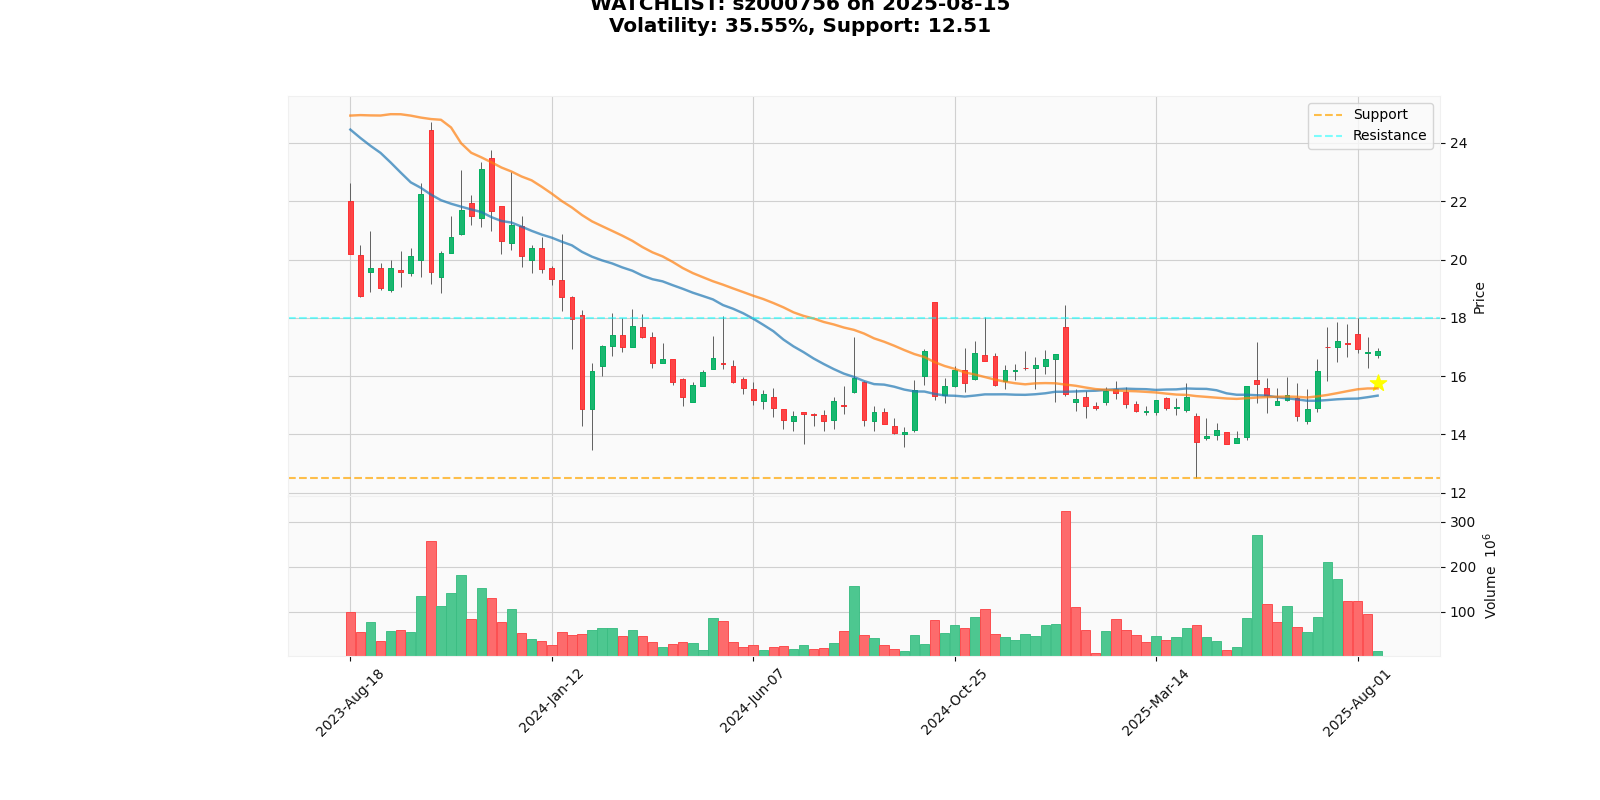 WATCHLIST: sz000756 on 2025-08-15
Volatility: 35.55%, Support: 12.51
Support
Resistance
24
22
20
18
16
14
12
Price
300
200
100
Volume 10⁶
2023-Aug-18
2024-Jan-12
2024-Jun-07
2024-Oct-25
2025-Mar-14
2025-Aug-01